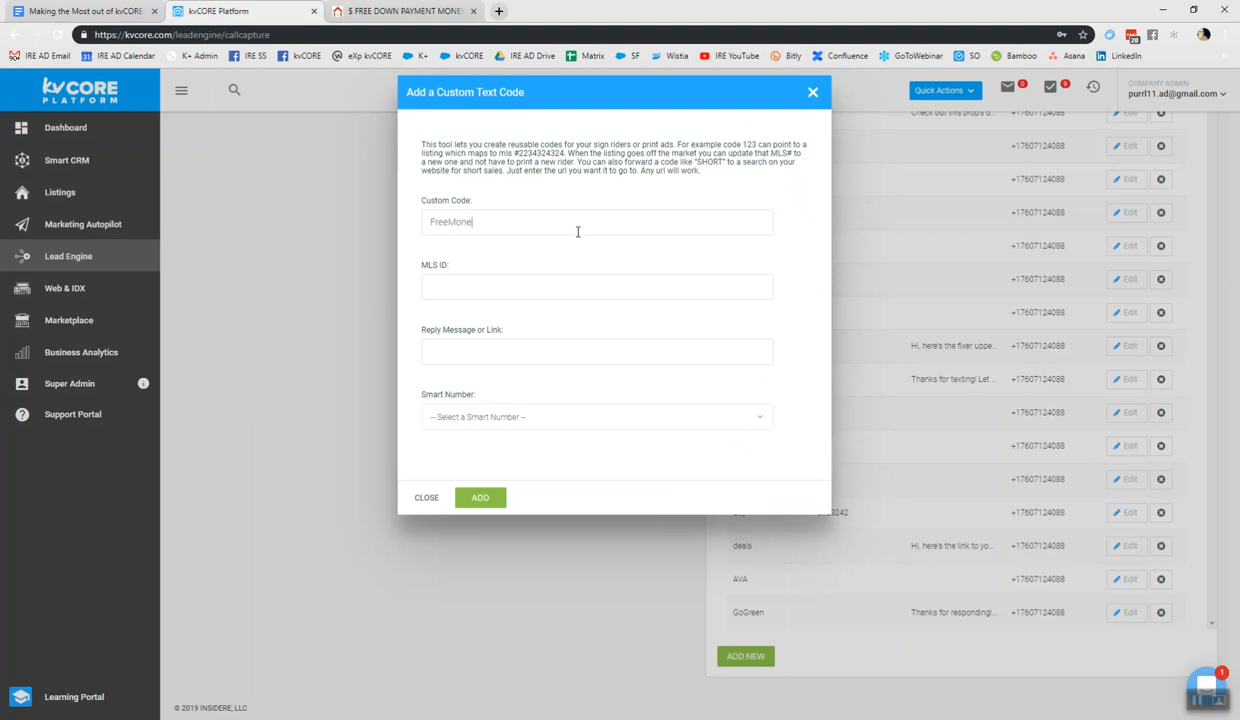 Making the Most out of kvCORE
kvCORE Platform
$ FREE DOWN PAYMENT MONEY
https://kvcore.com/leadengine/callcapture
20
IRE AD Email
IRE AD Calendar
K+ Admin
IRE SS
kvCORE
eXp kvCORE
K+
kvCORE
IRE AD Drive
Matrix
SF
Wistia
IRE YouTube
Bitly
Confluence
GoToWebinar
SO
Bamboo
Asana
LinkedIn
kvCORE
PLATFORM
Quick Actions
0
0
COMPANY ADMIN
purrl11.ad@gmail.com
Dashboard
Smart CRM
Listings
Marketing Autopilot
Lead Engine
Web & IDX
Marketplace
Business Analytics
Super Admin
Support Portal
Learning Portal
Add a Custom Text Code
This tool lets you create reusable codes for your sign riders or print ads. For example code 123 can point to a
listing which maps to mls #2234324324. When the listing goes off the market you can update that MLS# to
a new one and not have to print a new rider. You can also forward a code like "SHORT" to a search on your
website for short sales. Just enter the url you want it to go to. Any url will work.
Custom Code:
FreeMone
MLS ID:
Reply Message or Link:
Smart Number:
-- Select a Smart Number --
CLOSE
ADD
Check out this prop's G
+17607124088 Edit
+17607124088 Edit
+17607124088 Edit
+17607124088 Edit
+17607124088 Edit
+17607124088 Edit
+17607124088 Edit
Hi, here's the fixer uppe... +17607124088 Edit
Thanks for texting! Let ... +17607124088 Edit
+17607124088 Edit
+17607124088 Edit
+17607124088 Edit
+17607124088 Edit
deals Hi, here's the link to yo... +17607124088 Edit
AVA +17607124088 Edit
GoGreen Thanks for responding!... +17607124088 Edit
ADD NEW
© 2019 INSIDERE, LLC
1